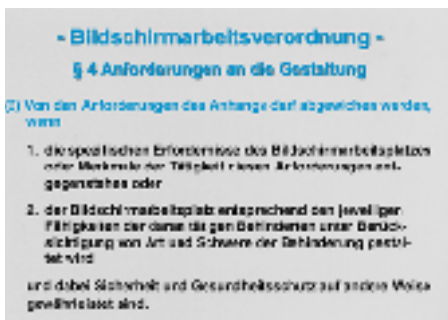 - Bildschirmarbeitsverordnung -
§ 4 Anforderungen an die Gestaltung
(3) Von den Anforderungen des Anhangs darf abgewichen werden,
wenn
1. die spezifischen Erfordernisse des Bildschirmarbeitsplatzes
oder Merkmale der Tätigkeit diesen Anforderungen ent-
gegenstehen oder
2. der Bildschirmarbeitsplatz entsprechend den jeweiligen
Fähigkeiten der daran tätigen Behinderten unter Berück-
sichtigung von Art und Schwere der Behinderung gestal-
tet wird
und dabei Sicherheit und Gesundheitsschutz auf andere Weise
gewährleistet sind.